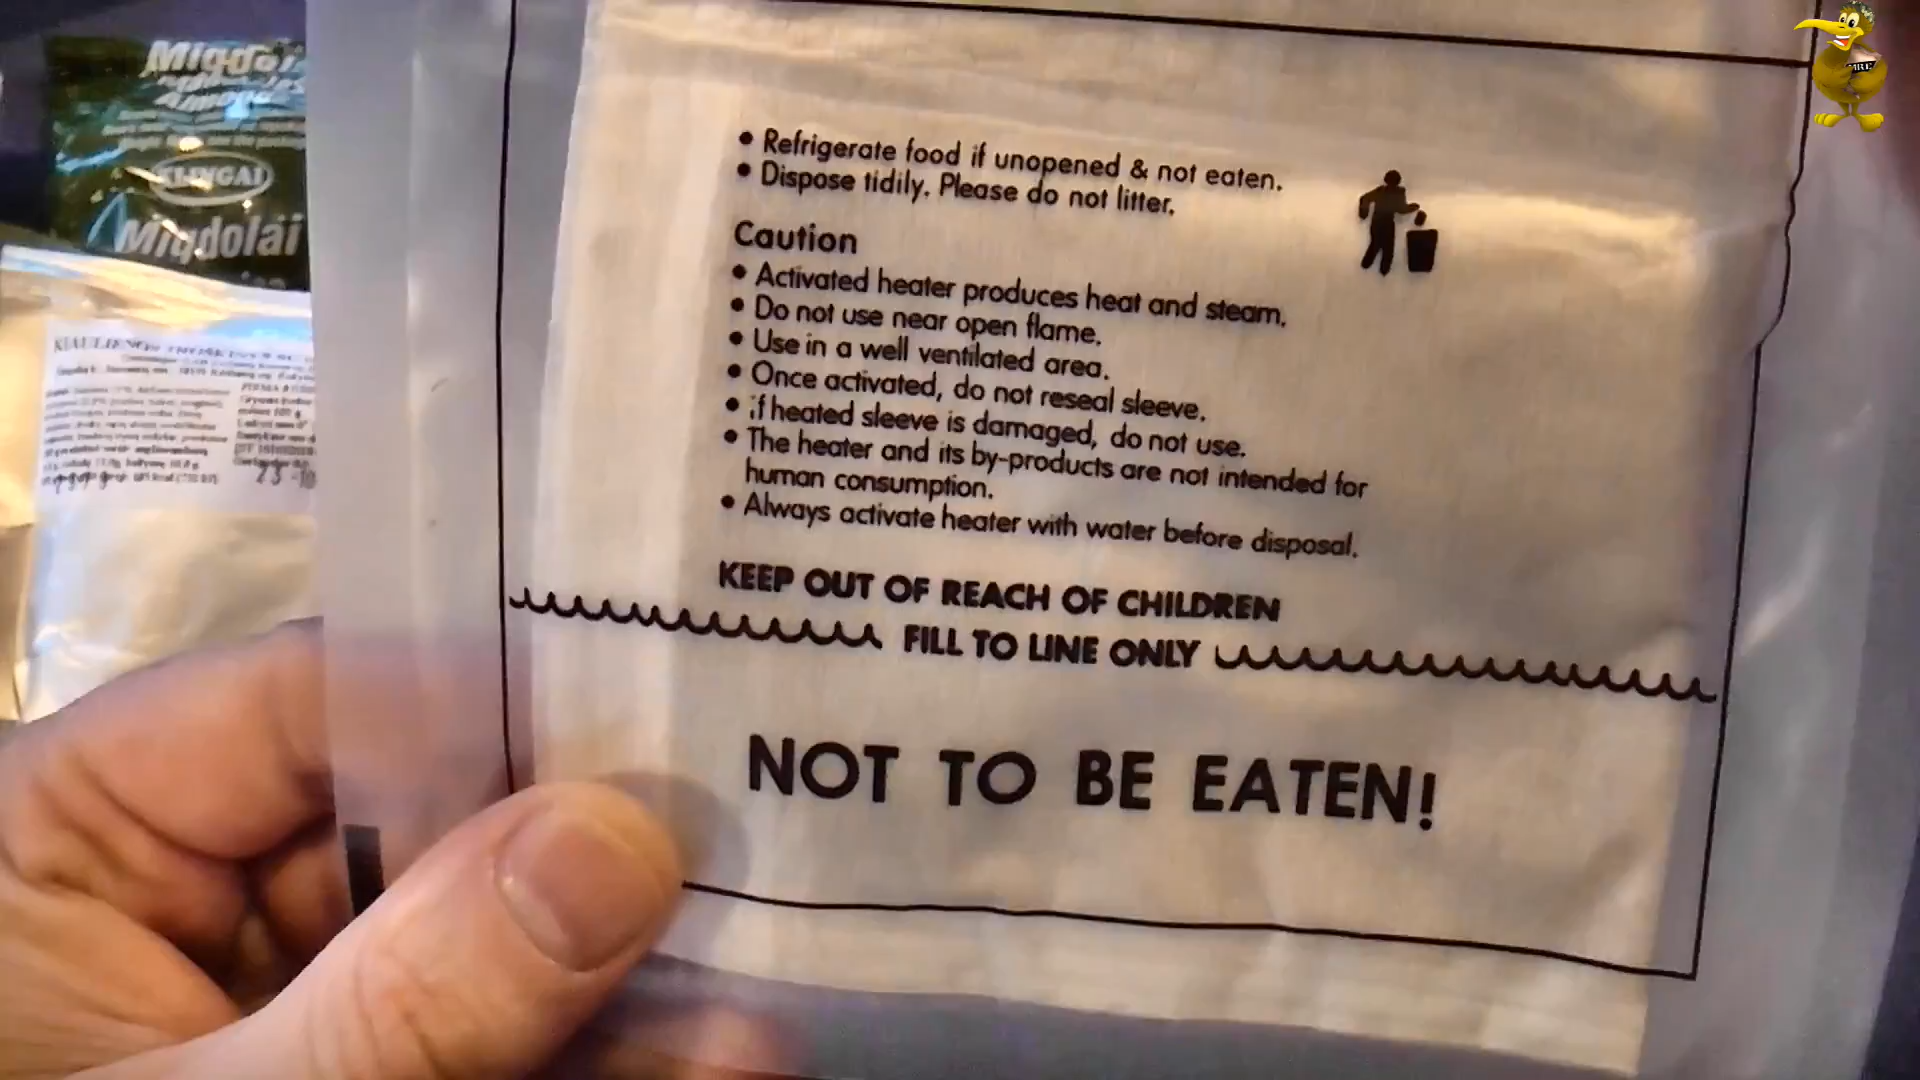 Migdolai
Almonds
KLINGAI
Migdolai
• Refrigerate food if unopened & not eaten.
• Dispose tidily. Please do not litter.
Caution
• Activated heater produces heat and steam.
• Do not use near open flame.
• Use in a well ventilated area.
• Once activated, do not reseal sleeve.
• if heated sleeve is damaged, do not use.
• The heater and its by-products are not intended for
human consumption.
• Always activate heater with water before disposal.
KEEP OUT OF REACH OF CHILDREN
FILL TO LINE ONLY
NOT TO BE EATEN!
MRE